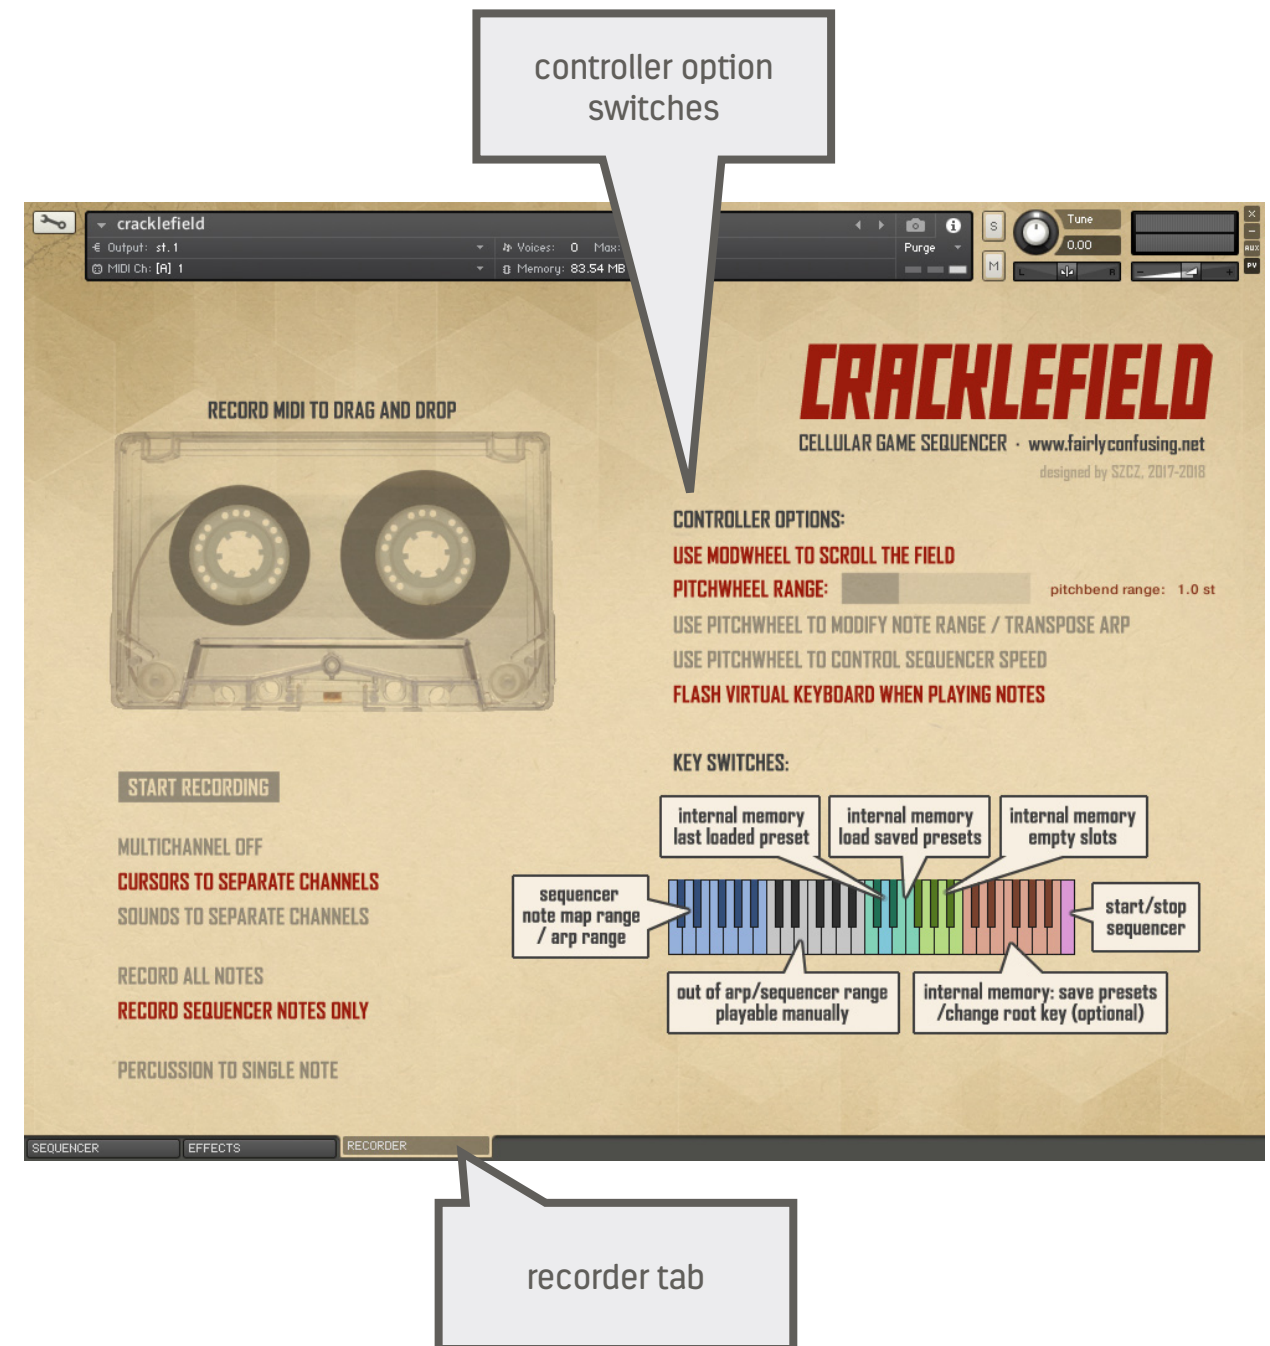 controller option
switches
cracklefield
Output: st.1
Voices: 0 Max:
Purge
MIDI Ch: [A] 1
Memory: 83.54 MB
S
M
Tune
0.00
L
R
AUX
PV
RECORD MIDI TO DRAG AND DROP
CRACKLEFIELD
CELLULAR GAME SEQUENCER · www.fairlyconfusing.net
designed by SZCZ, 2017-2018
CONTROLLER OPTIONS:
USE MODWHEEL TO SCROLL THE FIELD
PITCHWHEEL RANGE:
pitchbend range: 1.0 st
USE PITCHWHEEL TO MODIFY NOTE RANGE / TRANSPOSE ARP
USE PITCHWHEEL TO CONTROL SEQUENCER SPEED
FLASH VIRTUAL KEYBOARD WHEN PLAYING NOTES
START RECORDING
MULTICHANNEL OFF
CURSORS TO SEPARATE CHANNELS
SOUNDS TO SEPARATE CHANNELS
RECORD ALL NOTES
RECORD SEQUENCER NOTES ONLY
PERCUSSION TO SINGLE NOTE
KEY SWITCHES:
internal memory
last loaded preset
internal memory
load saved presets
internal memory
empty slots
sequencer
note map range
/ arp range
start/stop
sequencer
out of arp/sequencer range
playable manually
internal memory: save presets
/change root key (optional)
SEQUENCER
EFFECTS
RECORDER
recorder tab